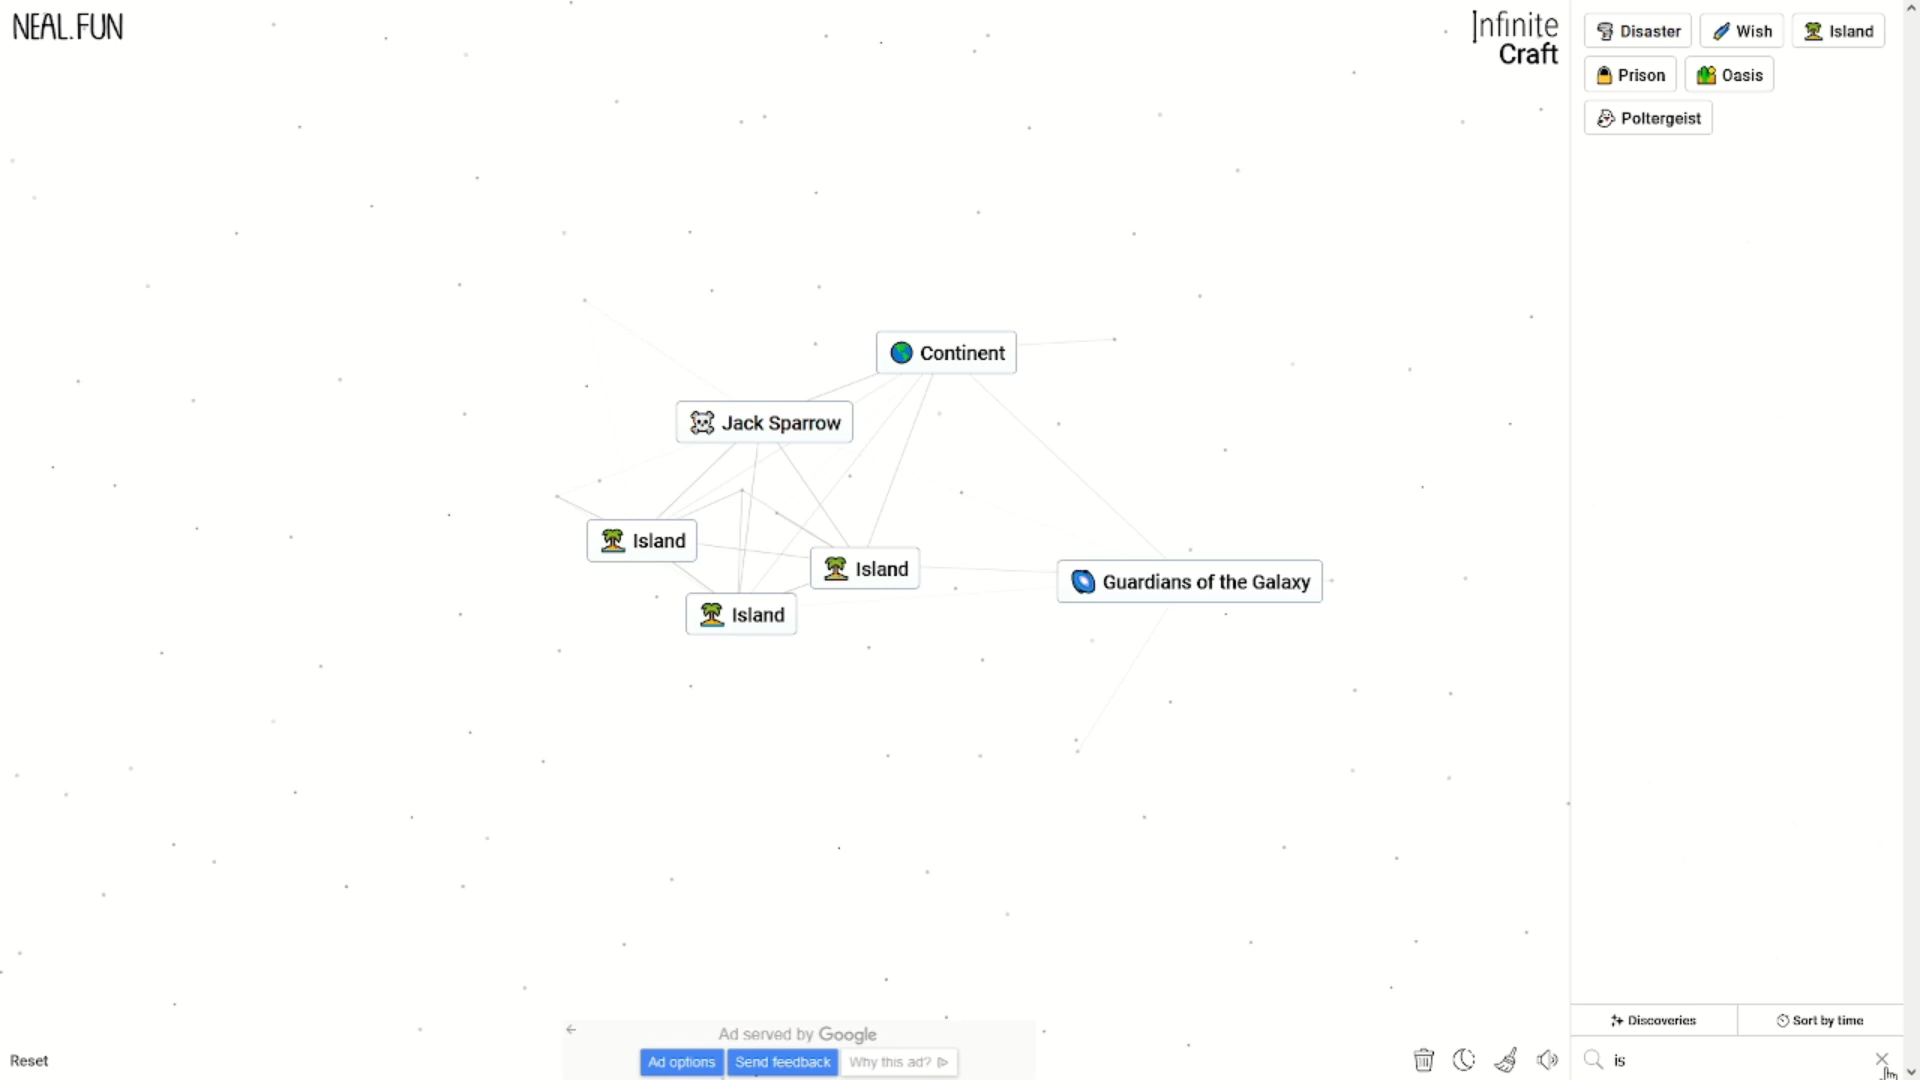 NEAL.FUN
Infinite
Craft
Disaster
Wish
Island
Prison
Oasis
Poltergeist
Continent
Jack Sparrow
Island
Island
Guardians of the Galaxy
Island
Discoveries
Sort by time
Ad served by Google
Ad options
Send feedback
Why this ad?
Reset
is